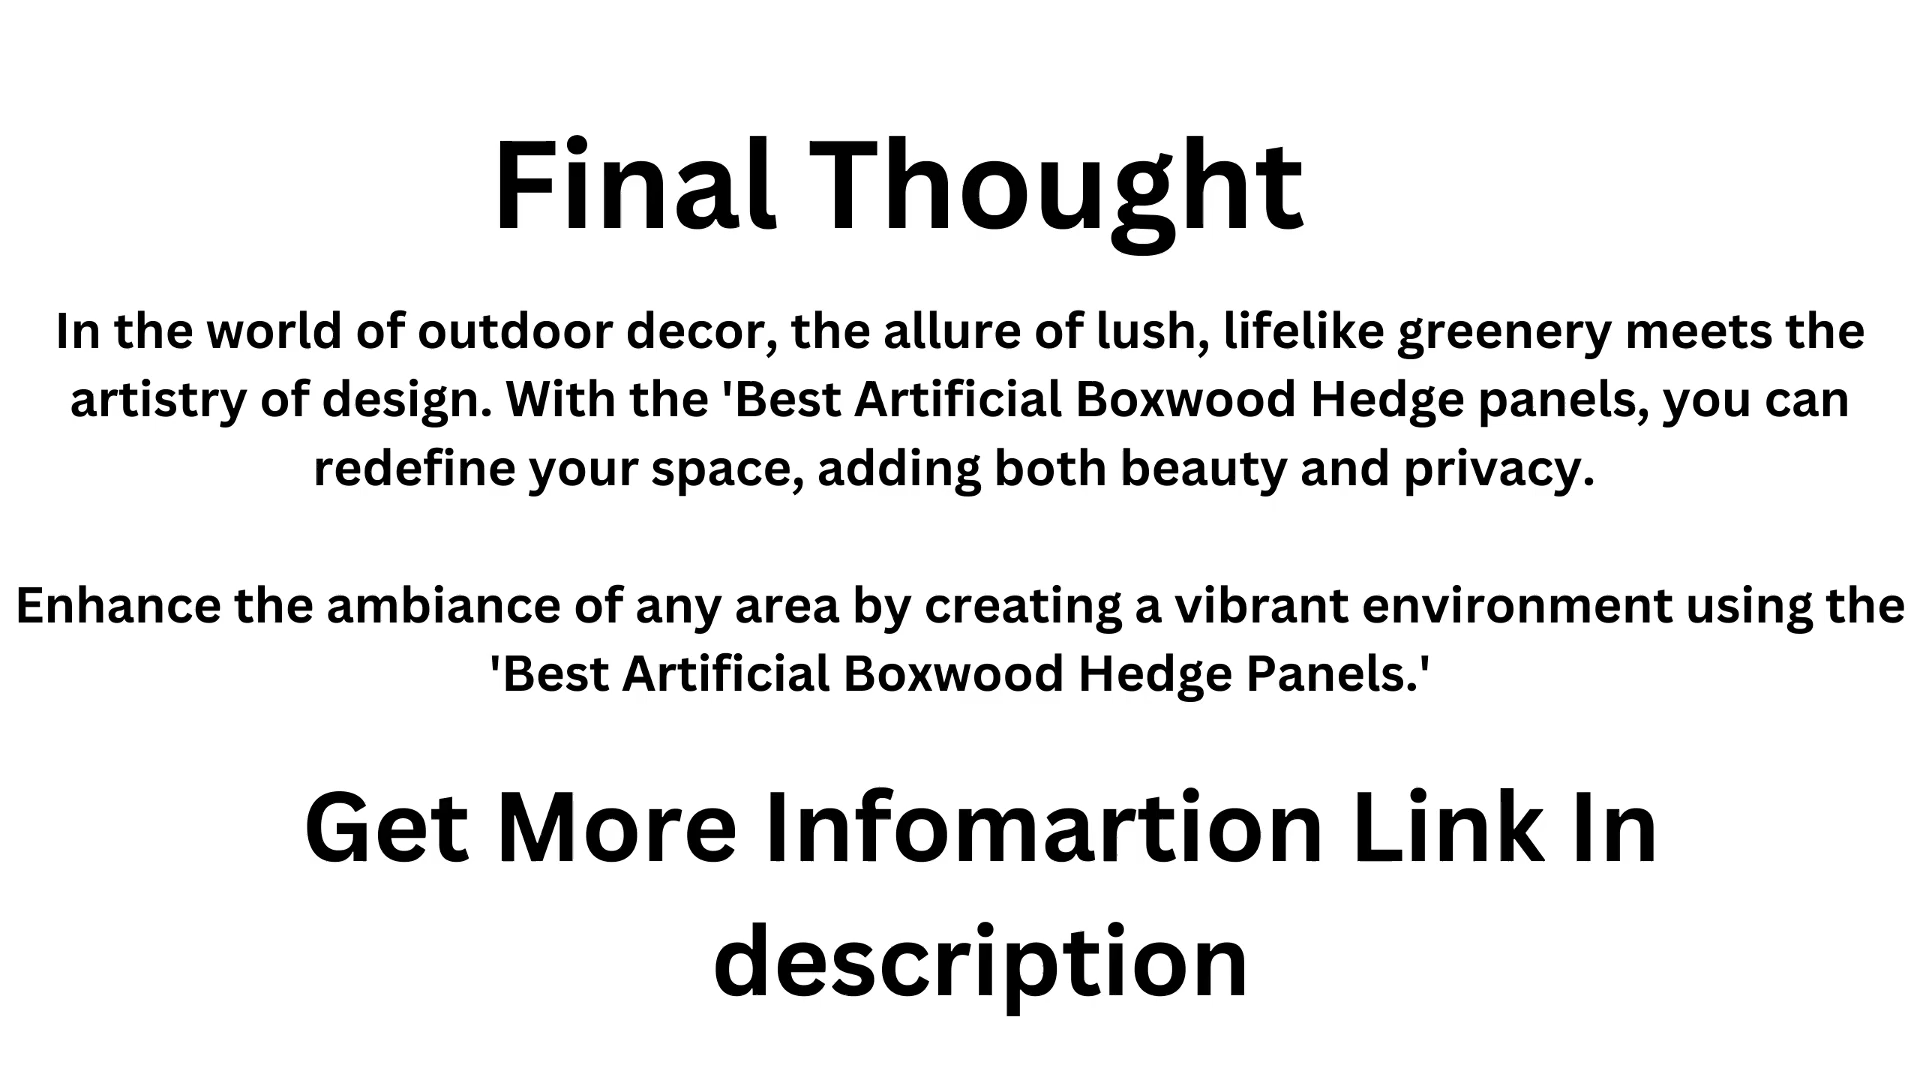 Final Thought
In the world of outdoor decor, the allure of lush, lifelike greenery meets the
artistry of design. With the 'Best Artificial Boxwood Hedge panels, you can
redefine your space, adding both beauty and privacy.
Enhance the ambiance of any area by creating a vibrant environment using the
'Best Artificial Boxwood Hedge Panels.'
Get More Infomartion Link In
description